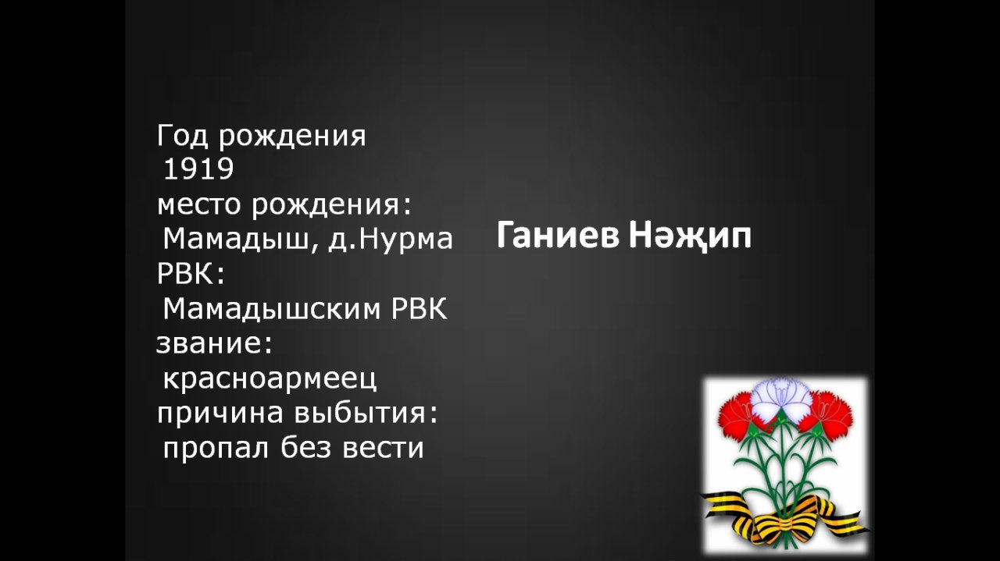 Год рождения
1919
место рождения:
Мамадыш, д.Нурма
РВК:
Мамадышским РВК
звание:
красноармеец
причина выбытия:
пропал без вести
Ганиев Нәҗип